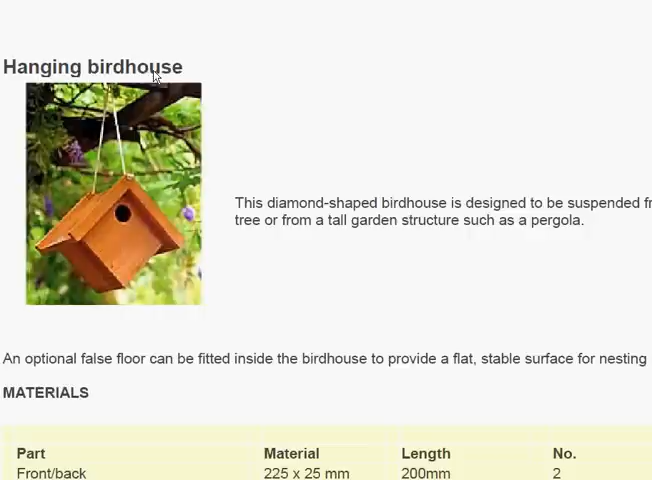 Hanging birdhouse
This diamond-shaped birdhouse is designed to be suspended
tree or from a tall garden structure such as a pergola.
An optional false floor can be fitted inside the birdhouse to provide a flat, stable surface for nesting
MATERIALS
Part Material Length No.
Front/back 225 x 25 mm 200mm 2